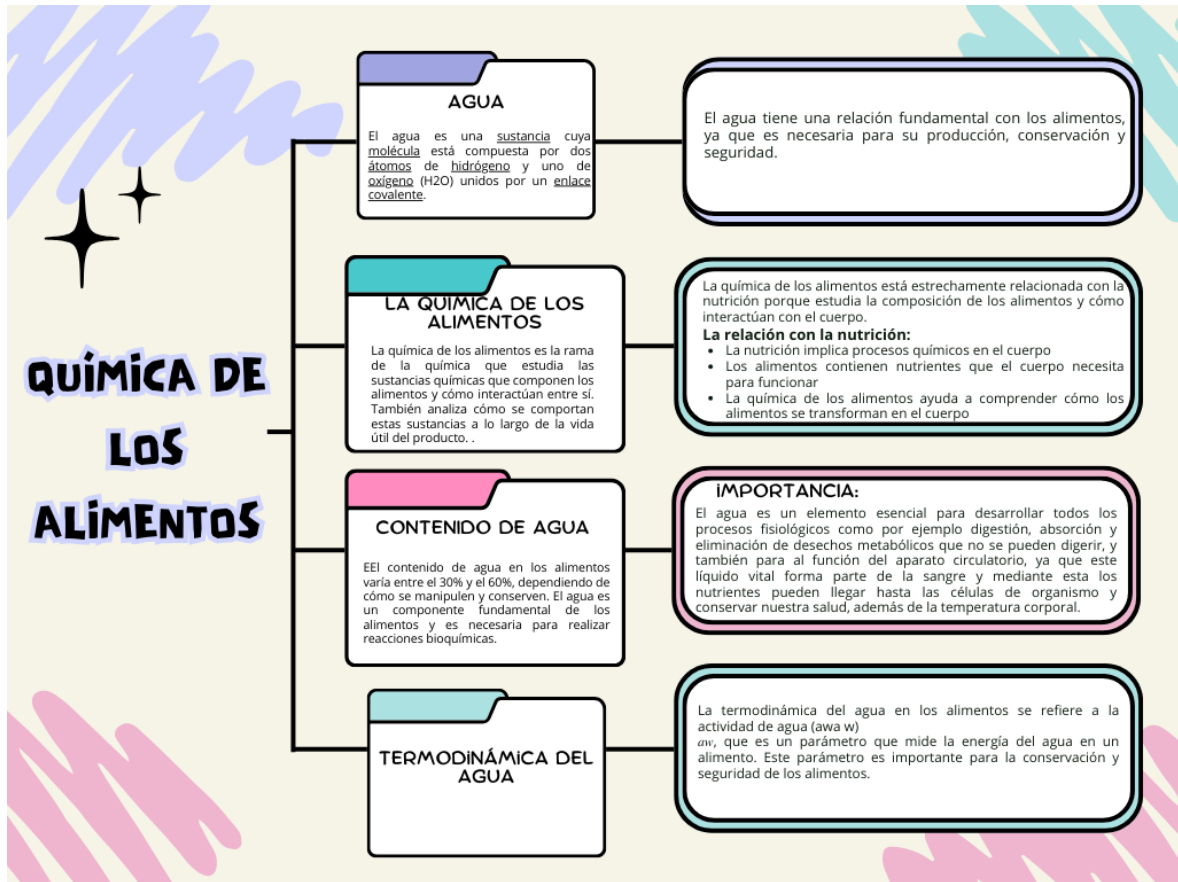 QUÍMICA DE
LOS
ALIMENTOS
AGUA
El agua es una sustancia cuya
molécula está compuesta por dos
átomos de hidrógeno y uno de
oxígeno (H2O) unidos por un enlace
covalente.
El agua tiene una relación fundamental con los alimentos,
ya que es necesaria para su producción, conservación y
seguridad.
LA QUIMICA DE LOS
ALIMENTOS
La química de los alimentos es la rama
de la química que estudia las
sustancias químicas que componen los
alimentos y cómo interactúan entre sí.
También analiza cómo se comportan
estas sustancias a lo largo de la vida
útil del producto. .
La química de los alimentos está estrechamente relacionada con la
nutrición porque estudia la composición de los alimentos y cómo
interactúan con el cuerpo.
La relación con la nutrición:
• La nutrición implica procesos químicos en el cuerpo
• Los alimentos contienen nutrientes que el cuerpo necesita
para funcionar
• La química de los alimentos ayuda a comprender cómo los
alimentos se transforman en el cuerpo
CONTENIDO DE AGUA
EEl contenido de agua en los alimentos
varía entre el 30% y el 60%, dependiendo de
cómo se manipulen y conserven. El agua es
un componente fundamental de los
alimentos y es necesaria para realizar
reacciones bioquímicas.
IMPORTANCIA:
El agua es un elemento esencial para desarrollar todos los
procesos fisiológicos como por ejemplo digestión, absorción y
eliminación de desechos metabólicos que no se pueden digerir, y
también para al función del aparato circulatorio, ya que este
líquido vital forma parte de la sangre y mediante esta los
nutrientes pueden llegar hasta las células de organismo y
conservar nuestra salud, además de la temperatura corporal.
TERMODINÁMICA DEL
AGUA
La termodinámica del agua en los alimentos se refiere a la
actividad de agua (awa w)
aw, que es un parámetro que mide la energía del agua en un
alimento. Este parámetro es importante para la conservación y
seguridad de los alimentos.